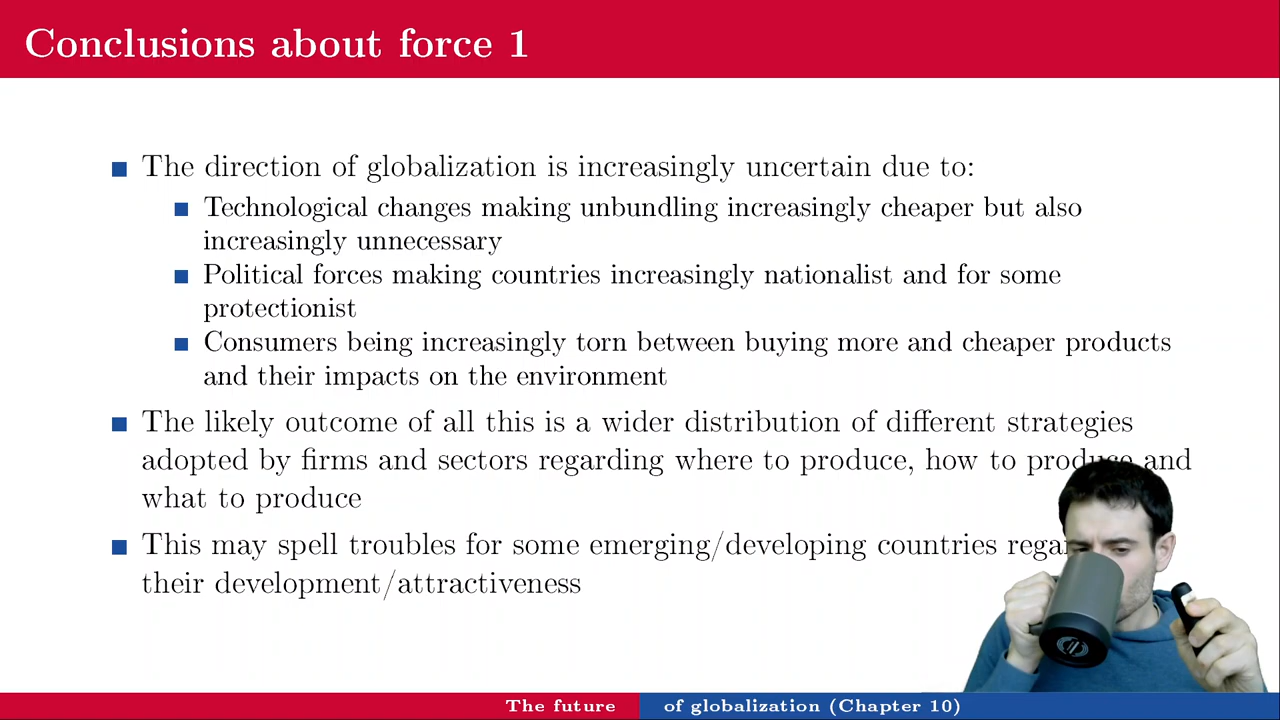 Conclusions about force 1
The direction of globalization is increasingly uncertain due to:
Technological changes making unbundling increasingly cheaper but also
increasingly unnecessary
Political forces making countries increasingly nationalist and for some
protectionist
Consumers being increasingly torn between buying more and cheaper products
and their impacts on the environment
The likely outcome of all this is a wider distribution of different strategies
adopted by firms and sectors regarding where to produce, how to produce and
what to produce
This may spell troubles for some emerging/developing countries
their development/attractiveness
The future of globalization (Chapter 10)